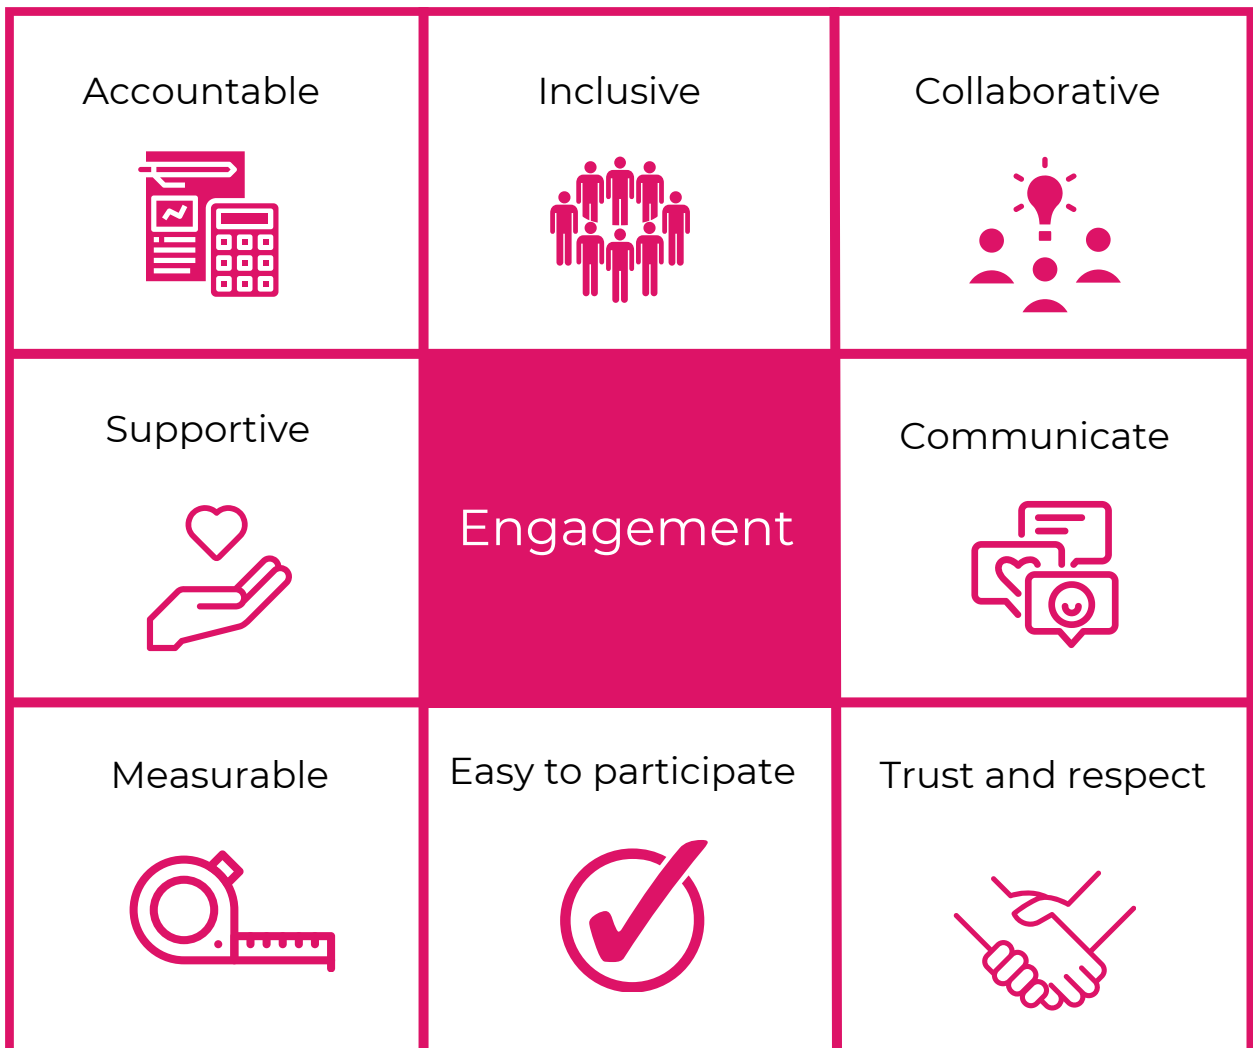 Accountable
Inclusive
Collaborative
Supportive
Engagement
Communicate
Measurable
Easy to participate
Trust and respect